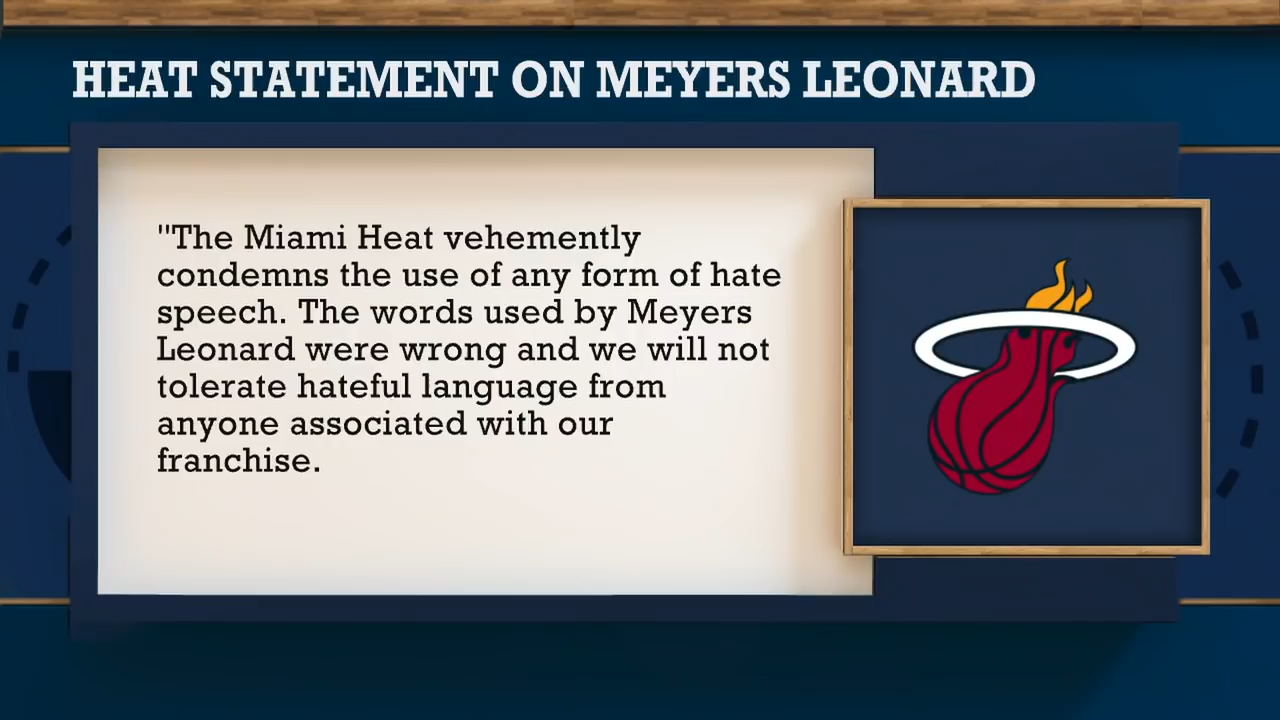 HEAT STATEMENT ON MEYERS LEONARD
"The Miami Heat vehemently
condemns the use of any form of hate
speech. The words used by Meyers
Leonard were wrong and we will not
tolerate hateful language from
anyone associated with our
franchise.